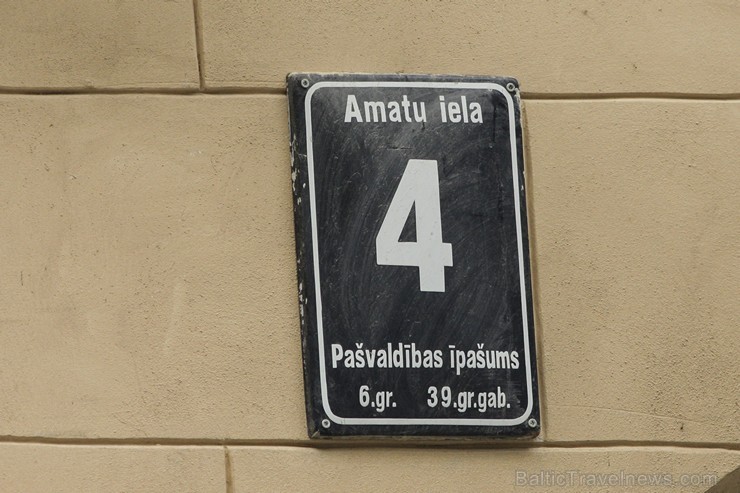 Amatu iela
4
Pašvaldības īpašums
6.gr. 39.gr.gab.
BalticTravelnews.com